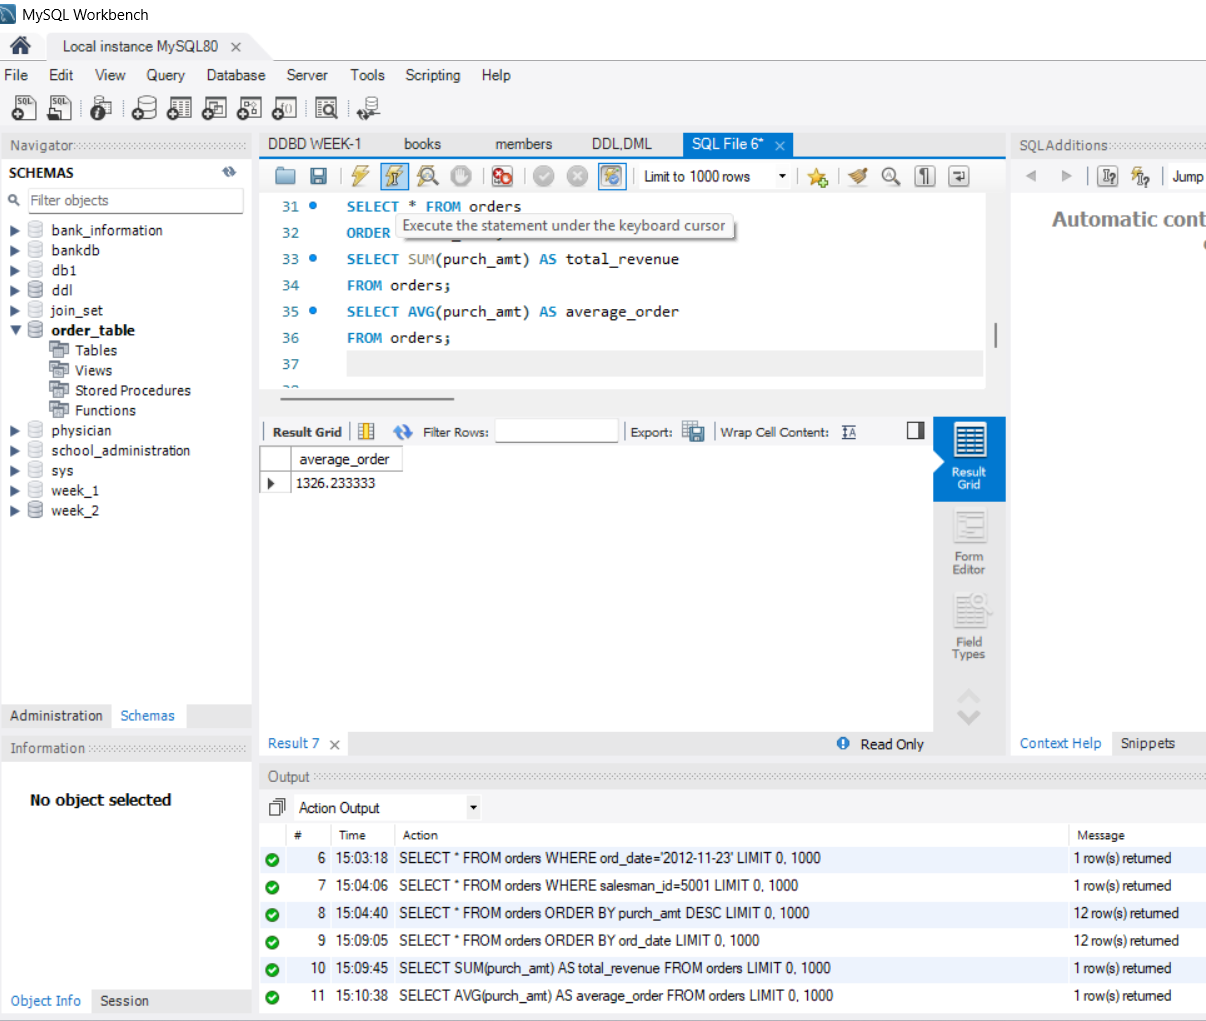 MySQL Workbench
Local instance MySQL80
File Edit View Query Database Server Tools Scripting Help
Navigator
SCHEMAS
Filter objects
bank_information
bankdb
db1
ddl
join_set
order_table
Tables
Views
Stored Procedures
Functions
physician
school_administration
sys
week_1
week_2
Administration Schemas
Information
No object selected
Object Info Session
DDBD WEEK-1 books members DDL,DML SQL File 6*
Limit to 1000 rows
31 SELECT * FROM orders
Execute the statement under the keyboard cursor
32 ORDER
33 SELECT SUM(purch_amt) AS total_revenue
34 FROM orders;
35 SELECT AVG(purch_amt) AS average_order
36 FROM orders;
37
Result Grid Filter Rows: Export: Wrap Cell Content:
average_order
1326.233333
Result Grid
Form Editor
Field Types
Result 7 Read Only
SQLAdditions
Jump
Automatic cont
Context Help Snippets
Output
Action Output
# Time Action Message
6 15:03:18 SELECT * FROM orders WHERE ord_date='2012-11-23' LIMIT 0, 1000 1 row(s) returned
7 15:04:06 SELECT * FROM orders WHERE salesman_id=5001 LIMIT 0, 1000 1 row(s) returned
8 15:04:40 SELECT * FROM orders ORDER BY purch_amt DESC LIMIT 0, 1000 12 row(s) returned
9 15:09:05 SELECT * FROM orders ORDER BY ord_date LIMIT 0, 1000 12 row(s) returned
10 15:09:45 SELECT SUM(purch_amt) AS total_revenue FROM orders LIMIT 0, 1000 1 row(s) returned
11 15:10:38 SELECT AVG(purch_amt) AS average_order FROM orders LIMIT 0, 1000 1 row(s) returned